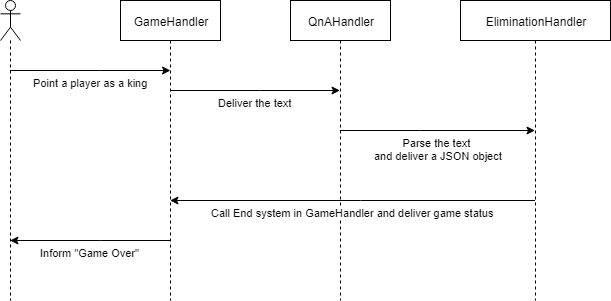 GameHandler
QnAHandler
EliminationHandler
Point a player as a king
Deliver the text
Parse the text
and deliver a JSON object
Call End system in GameHandler and deliver game status
Inform "Game Over"